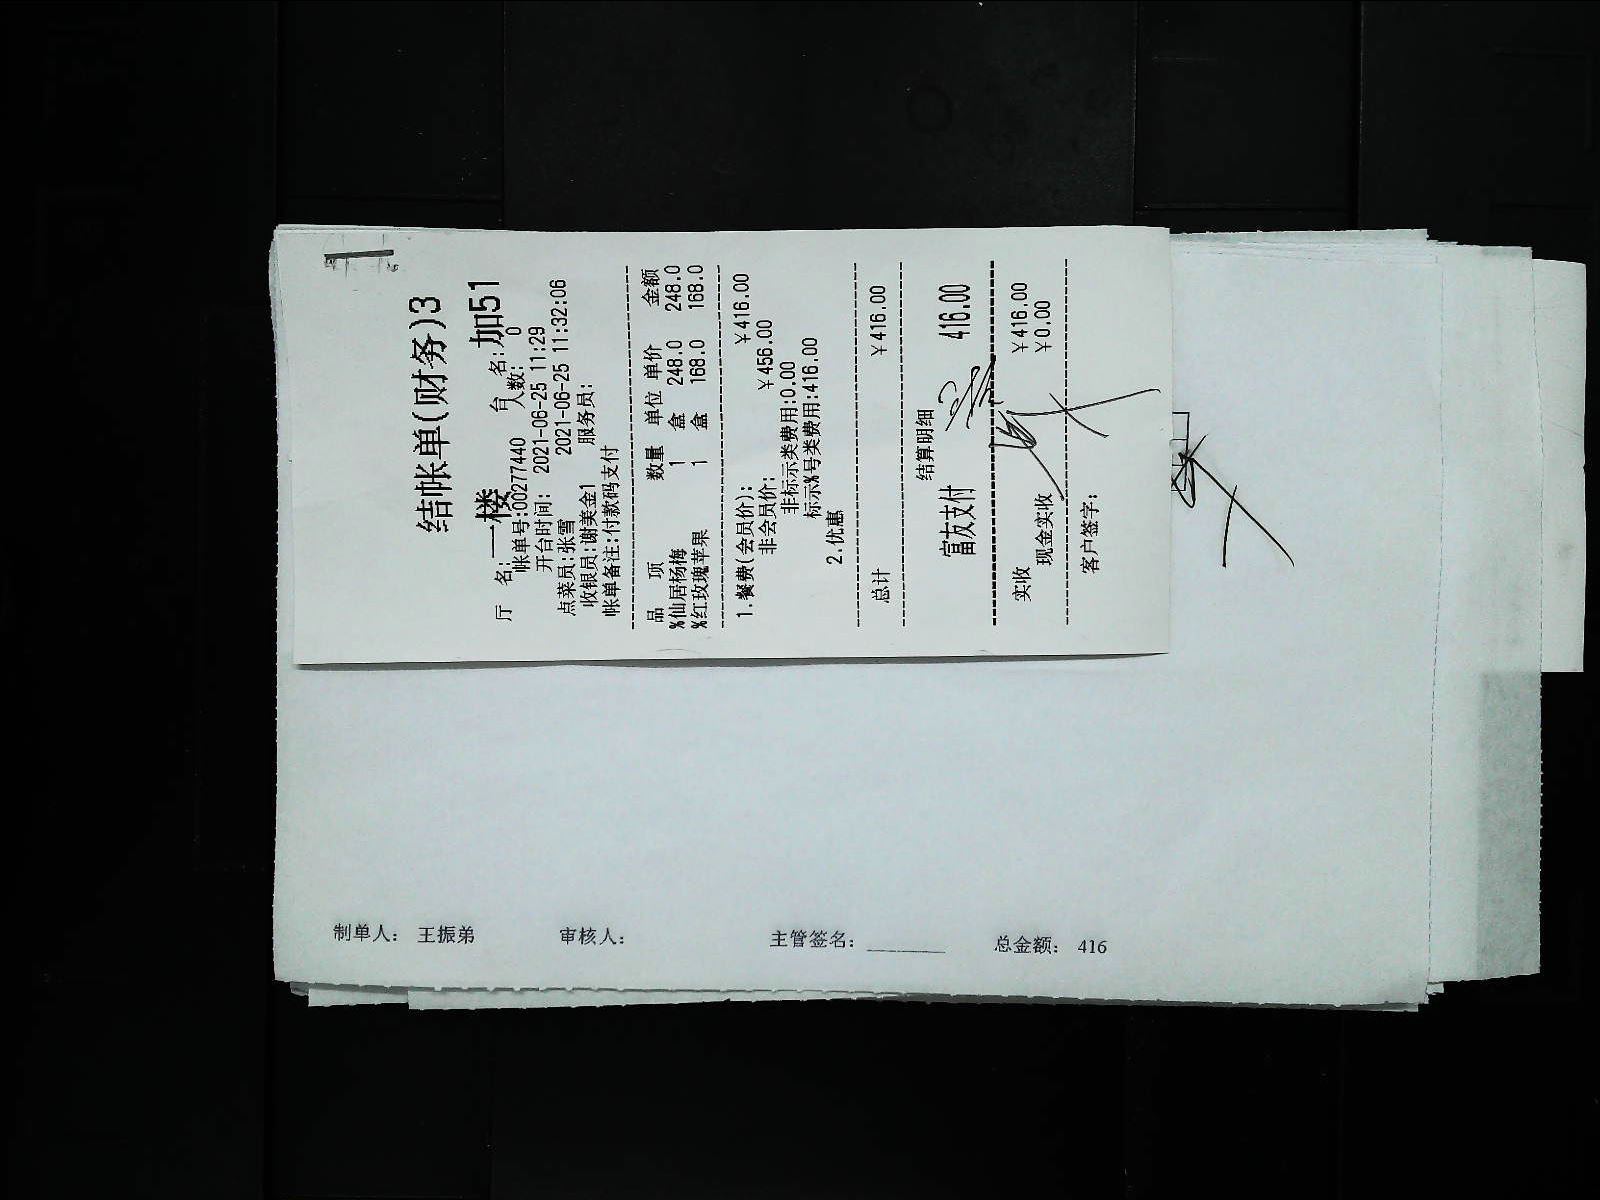 结帐单(财务)3
厅 名:一楼 台 名:加51
帐单号:00277440 人数: 0
开台时间: 2021-06-25 11:29
点菜员:张雪 2021-06-25 11:32:06
收银员:谢美金1 服务员:
帐单备注:付款码支付
品 项 数量 单位 单价 金额
%仙居杨梅 1 盒 248.0 248.0
%红玫瑰苹果 1 盒 168.0 168.0
1.餐费(会员价): ￥416.00
非会员价: ￥456.00
非标示类费用:0.00
标示%号类费用:416.00
2.优惠
总计 ￥416.00
结算明细
富友支付 416.00
实收 ￥416.00
现金实收 ￥0.00
客户签字:
制单人: 王振弟 审核人: 主管签名: 总金额: 416